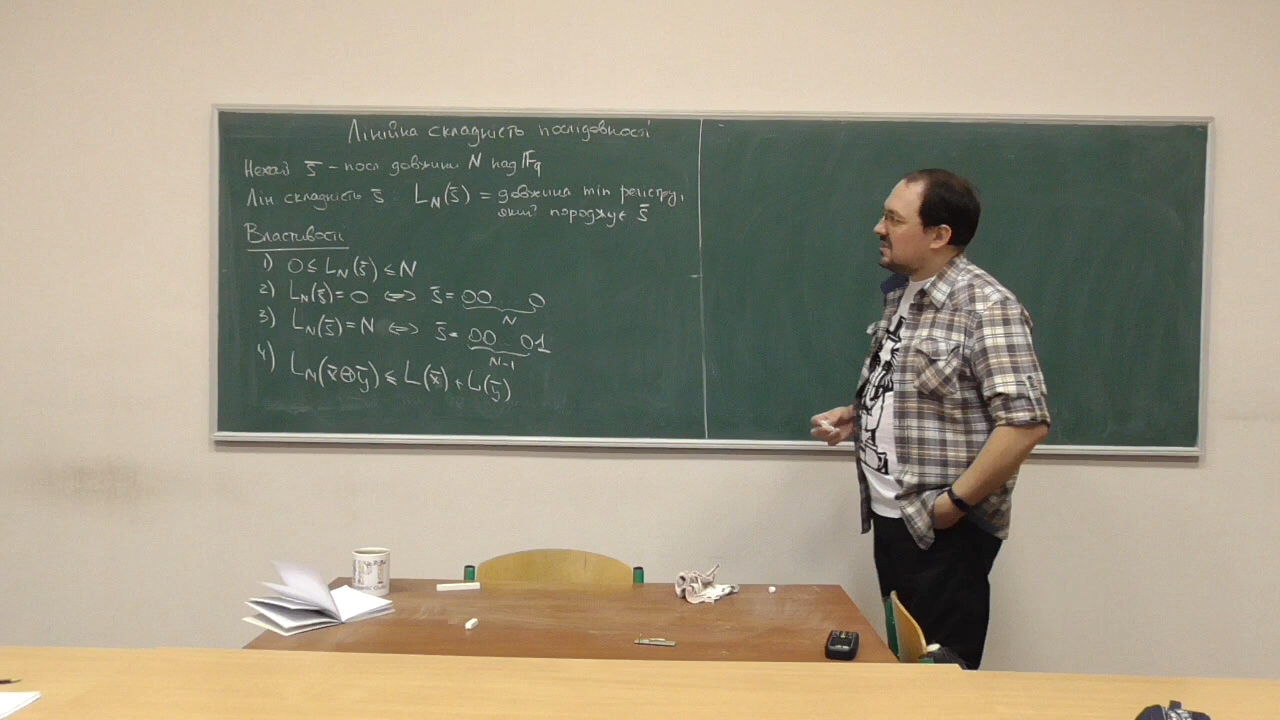 Лінійна складність послідовності
Нехай s̄ – посл довжини N над 𝔽q
Лін. складність s̄ L_N(s̄) = довжина min регістру,
який породжує s̄
Властивості
1) 0 ≤ L_N(s̄) ≤ N
2) L_N(s̄) = 0 ⟺ s̄ = 00...0
N
3) L_N(s̄) = N ⟺ s̄ = 00...01
N-1
4) L_N(x̄⊕ȳ) ≤ L(x̄) + L(ȳ)